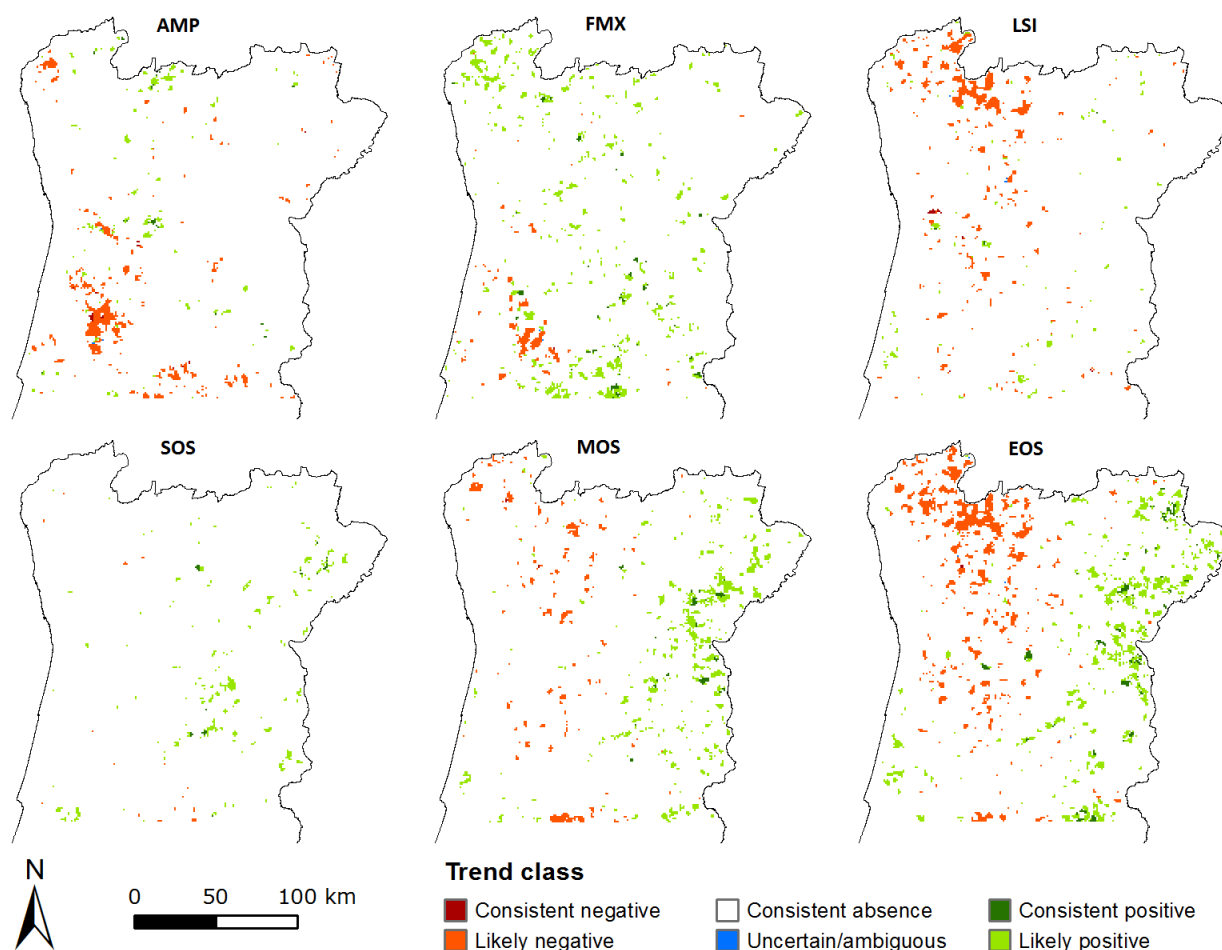 AMP FMX LSI
SOS MOS EOS
N
0 50 100 km
Trend class
Consistent negative Consistent absence Consistent positive
Likely negative Uncertain/ambiguous Likely positive